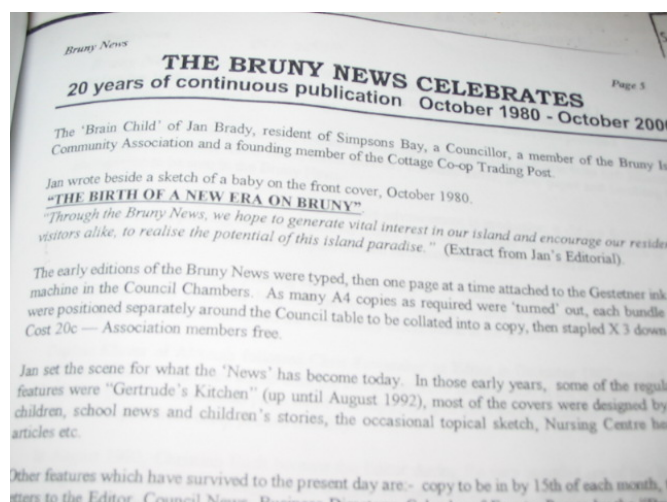 Bruny News
Page 5
THE BRUNY NEWS CELEBRATES
20 years of continuous publication October 1980 - October 200
The 'Brain Child' of Jan Brady, resident of Simpsons Bay, a Councillor, a member of the Bruny Is
Community Association and a founding member of the Cottage Co-op Trading Post.
Jan wrote beside a sketch of a baby on the front cover, October 1980.
"THE BIRTH OF A NEW ERA ON BRUNY"
"Through the Bruny News, we hope to generate vital interest in our island and encourage our reside
visitors alike, to realise the potential of this island paradise." (Extract from Jan's Editorial).
The early editions of the Bruny News were typed, then one page at a time attached to the Gestetner ink
machine in the Council Chambers. As many A4 copies as required were 'turned' out, each bundle
were positioned separately around the Council table to be collated into a copy, then stapled X 3 down
Cost 20c — Association members free.
Jan set the scene for what the 'News' has become today. In those early years, some of the regul
features were "Gertrude's Kitchen" (up until August 1992), most of the covers were designed by
children, school news and children's stories, the occasional topical sketch, Nursing Centre he
articles etc.
Other features which have survived to the present day are:- copy to be in by 15th of each month,
etters to the Editor, Council News,